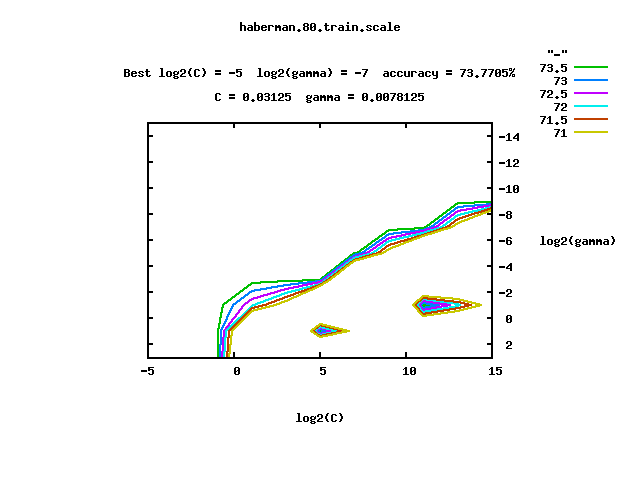 haberman.80.train.scale
Best log2(C) = -5  log2(gamma) = -7  accuracy = 73.7705%
C = 0.03125  gamma = 0.0078125
"-"
73.5
73
72.5
72
71.5
71
-14
-12
-10
-8
-6
-4
-2
0
2
log2(gamma)
-5 0 5 10 15
log2(C)